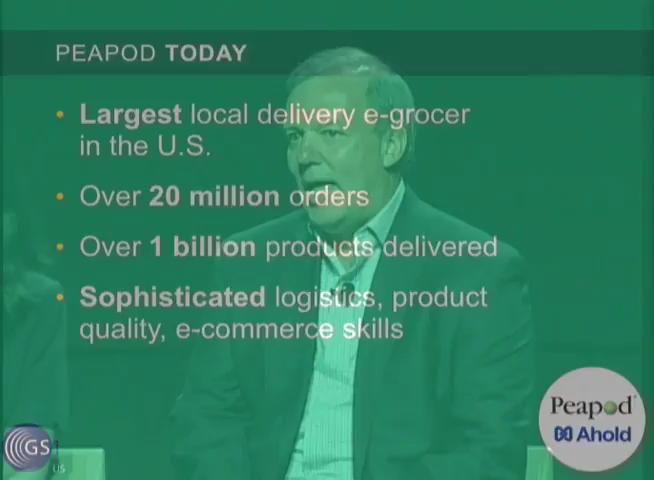 PEAPOD TODAY
• Largest local delivery e-grocer
in the U.S.
• Over 20 million orders
• Over 1 billion products delivered
• Sophisticated logistics, product
quality, e-commerce skills
Peapod
Ahold
GS1
US